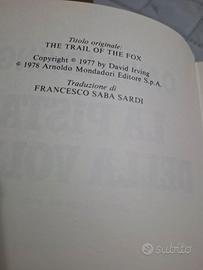 Titolo originale:
THE TRAIL OF THE FOX
Copyright © 1977 by David Irving
© 1978 Arnoldo Mondadori Editore S.p.A.
Traduzione di
FRANCESCO SABA SARDI
subito